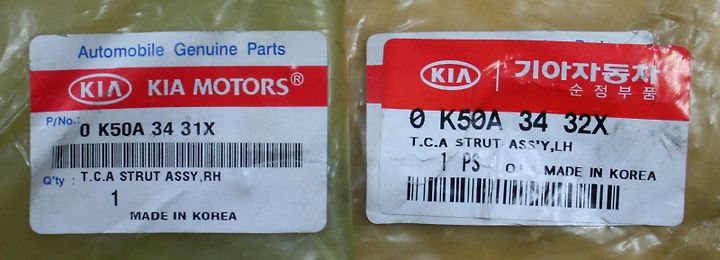 Automobile Genuine Parts
KIA KIA MOTORS®
P/No.: 0 K50A 34 31X
Q'ty : T.C.A STRUT ASSY,RH
1
MADE IN KOREA
KIA 기아자동차
순정부품
0 K50A 34 32X
T.C.A STRUT ASS'Y,LH
1 PS
MADE IN KOREA